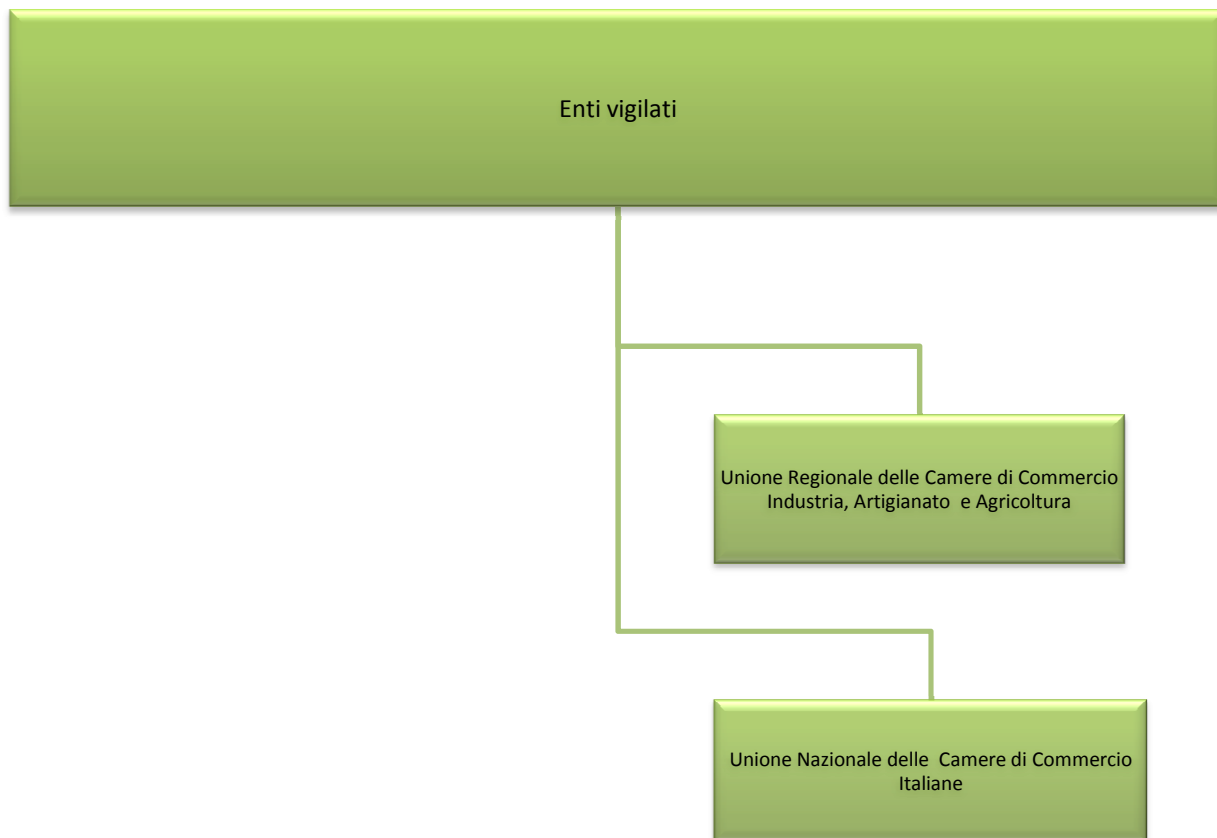 Enti vigilati
Unione Regionale delle Camere di Commercio
Industria, Artigianato e Agricoltura
Unione Nazionale delle Camere di Commercio
Italiane